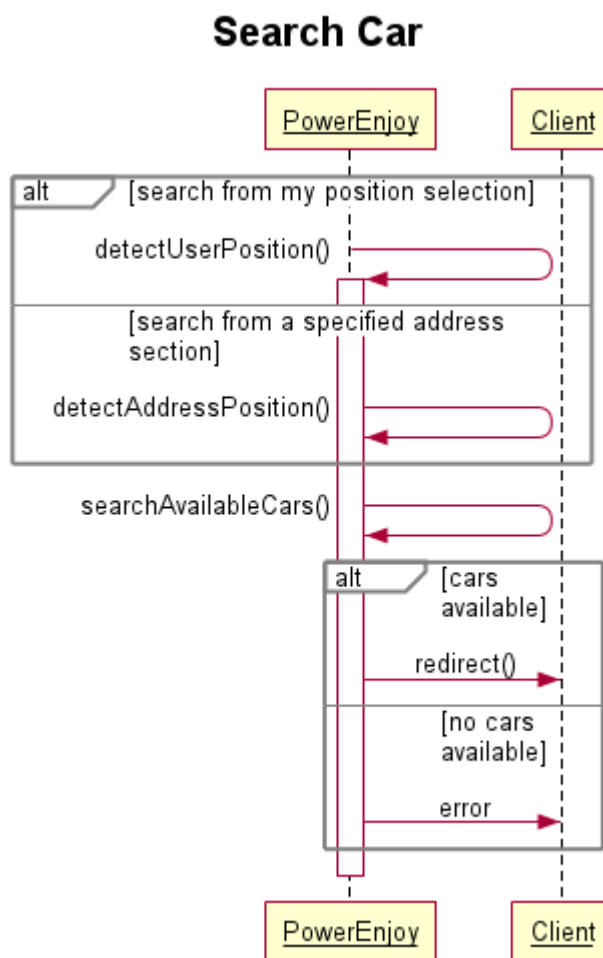 Search Car
PowerEnjoy
Client
alt
[search from my position selection]
detectUserPosition()
[search from a specified address
section]
detectAddressPosition()
searchAvailableCars()
alt
[cars
available]
redirect()
[no cars
available]
error
PowerEnjoy
Client